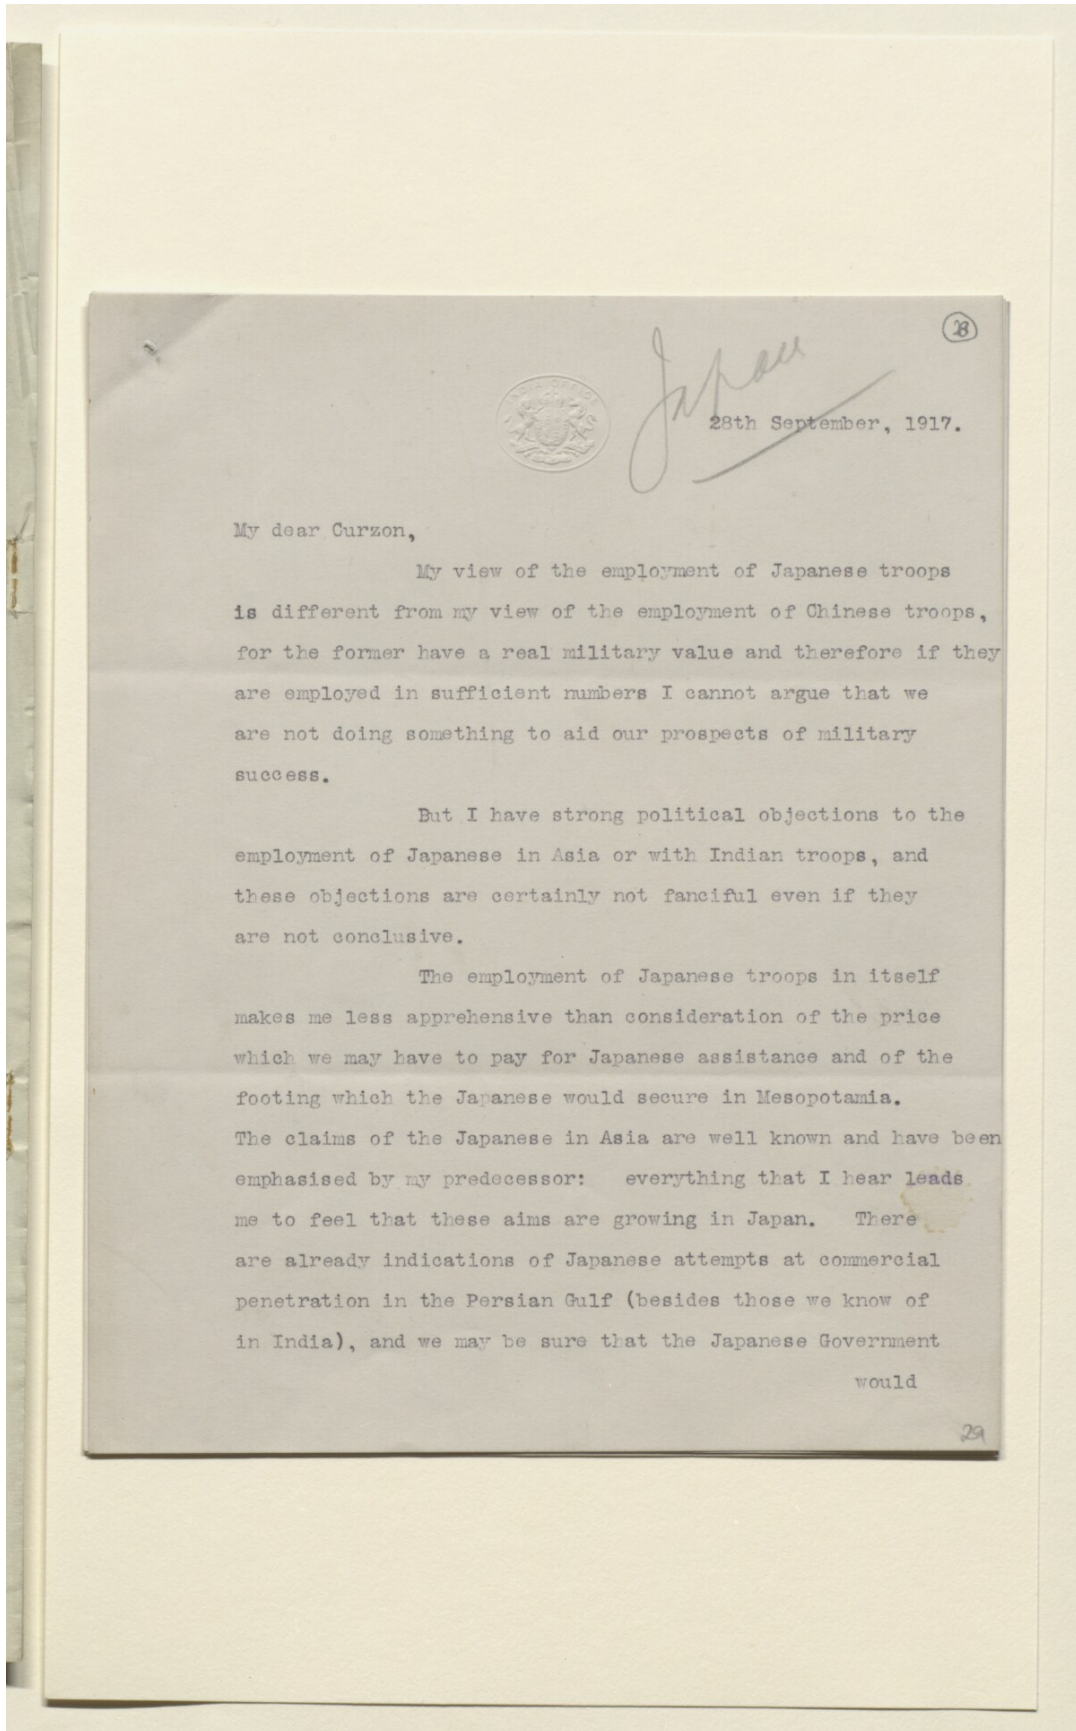 28
Japan
INDIA OFFICE
28th September, 1917.
My dear Curzon,
My view of the employment of Japanese troops
is different from my view of the employment of Chinese troops,
for the former have a real military value and therefore if they
are employed in sufficient numbers I cannot argue that we
are not doing something to aid our prospects of military
success.
But I have strong political objections to the
employment of Japanese in Asia or with Indian troops, and
these objections are certainly not fanciful even if they
are not conclusive.
The employment of Japanese troops in itself
makes me less apprehensive than consideration of the price
which we may have to pay for Japanese assistance and of the
footing which the Japanese would secure in Mesopotamia.
The claims of the Japanese in Asia are well known and have been
emphasised by my predecessor: everything that I hear leads
me to feel that these aims are growing in Japan. There
are already indications of Japanese attempts at commercial
penetration in the Persian Gulf (besides those we know of
in India), and we may be sure that the Japanese Government
would
29